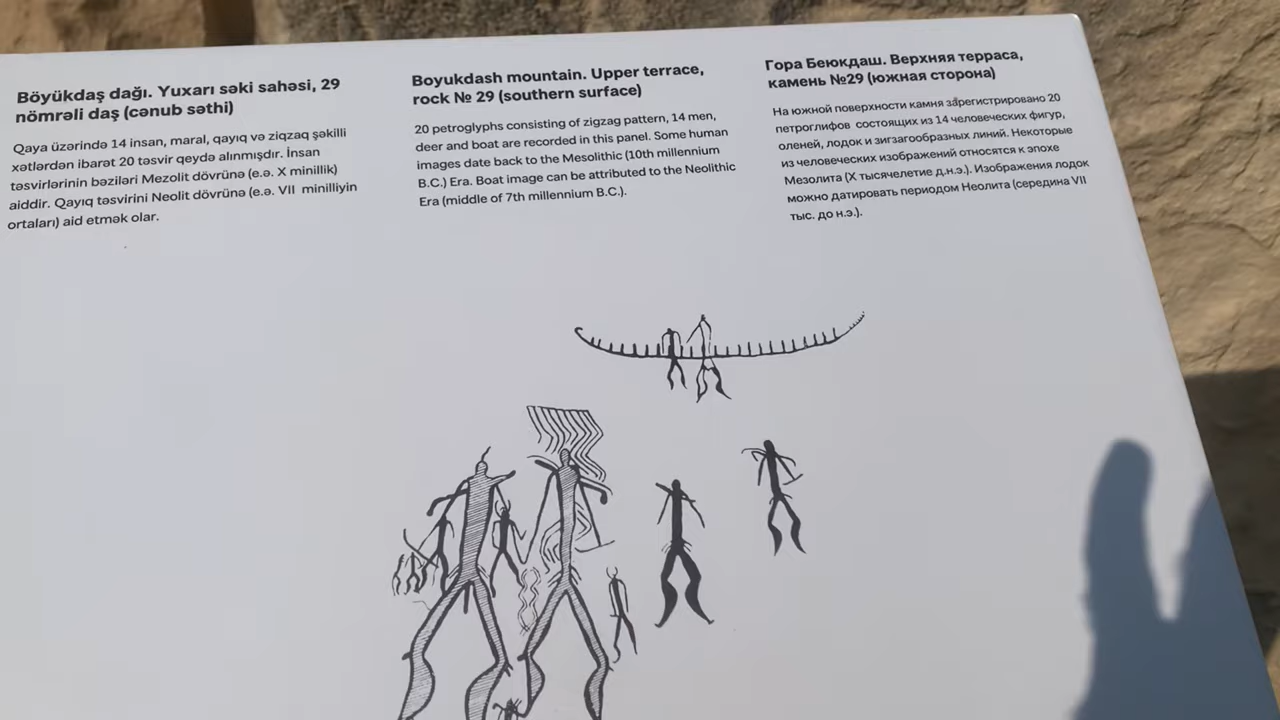 Böyükdaş dağı. Yuxarı səki sahəsi, 29
nömrəli daş (cənub səthi)
Qaya üzərində 14 insan, maral, qayıq və ziqzaq şəkilli
xətlərdən ibarət 20 təsvir qeydə alınmışdır. İnsan
təsvirlərinin bəziləri Mezolit dövrünə (e.ə. X minillik)
aiddir. Qayıq təsvirini Neolit dövrünə (e.ə. VII minilliyin
ortaları) aid etmək olar.
Boyukdash mountain. Upper terrace,
rock № 29 (southern surface)
20 petroglyphs consisting of zigzag pattern, 14 men,
deer and boat are recorded in this panel. Some human
images date back to the Mesolithic (10th millennium
B.C.) Era. Boat image can be attributed to the Neolithic
Era (middle of 7th millennium B.C.).
Гора Беюкдаш. Верхняя терраса,
камень №29 (южная сторона)
На южной поверхности камня зарегистрировано 20
петроглифов состоящих из 14 человеческих фигур,
оленей, лодок и зигзагообразных линий. Некоторые
из человеческих изображений относятся к эпохе
Мезолита (X тысячелетие д.н.э.). Изображения лодок
можно датировать периодом Неолита (середина VII
тыс. до н.э.).